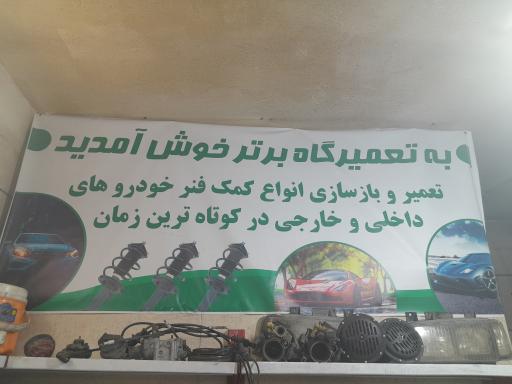 به تعمیرگاه برتر خوش آمدید
تعمیر و بازسازی انواع کمک فنر خودرو های
داخلی و خارجی در کوتاه ترین زمان